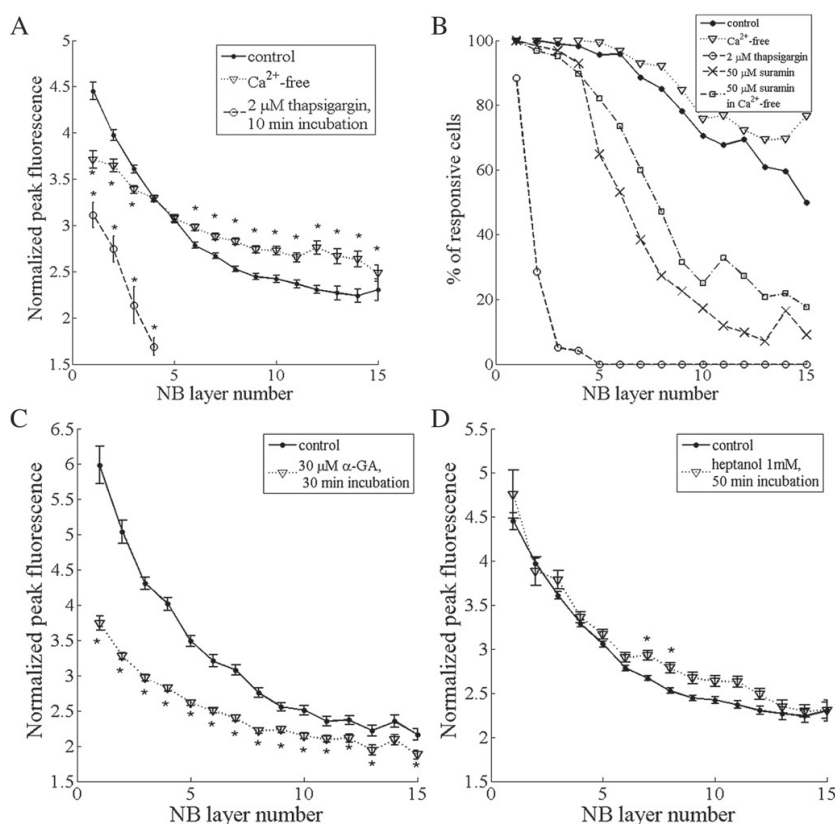 A
control
Ca²⁺-free
2 μM thapsigargin,
10 min incubation
Normalized peak fluorescence
5
4.5
4
3.5
3
2.5
2
1.5
0
5
10
15
NB layer number
B
control
Ca²⁺-free
2 μM thapsigargin
50 μM suramin
50 μM suramin
in Ca²⁺-free
% of responsive cells
100
80
60
40
20
0
0
5
10
15
NB layer number
C
control
30 μM α-GA,
30 min incubation
Normalized peak fluorescence
6.5
6
5.5
5
4.5
4
3.5
3
2.5
2
1.5
0
5
10
15
NB layer number
D
control
heptanol 1mM,
50 min incubation
Normalized peak fluorescence
5.5
5
4.5
4
3.5
3
2.5
2
1.5
0
5
10
15
NB layer number